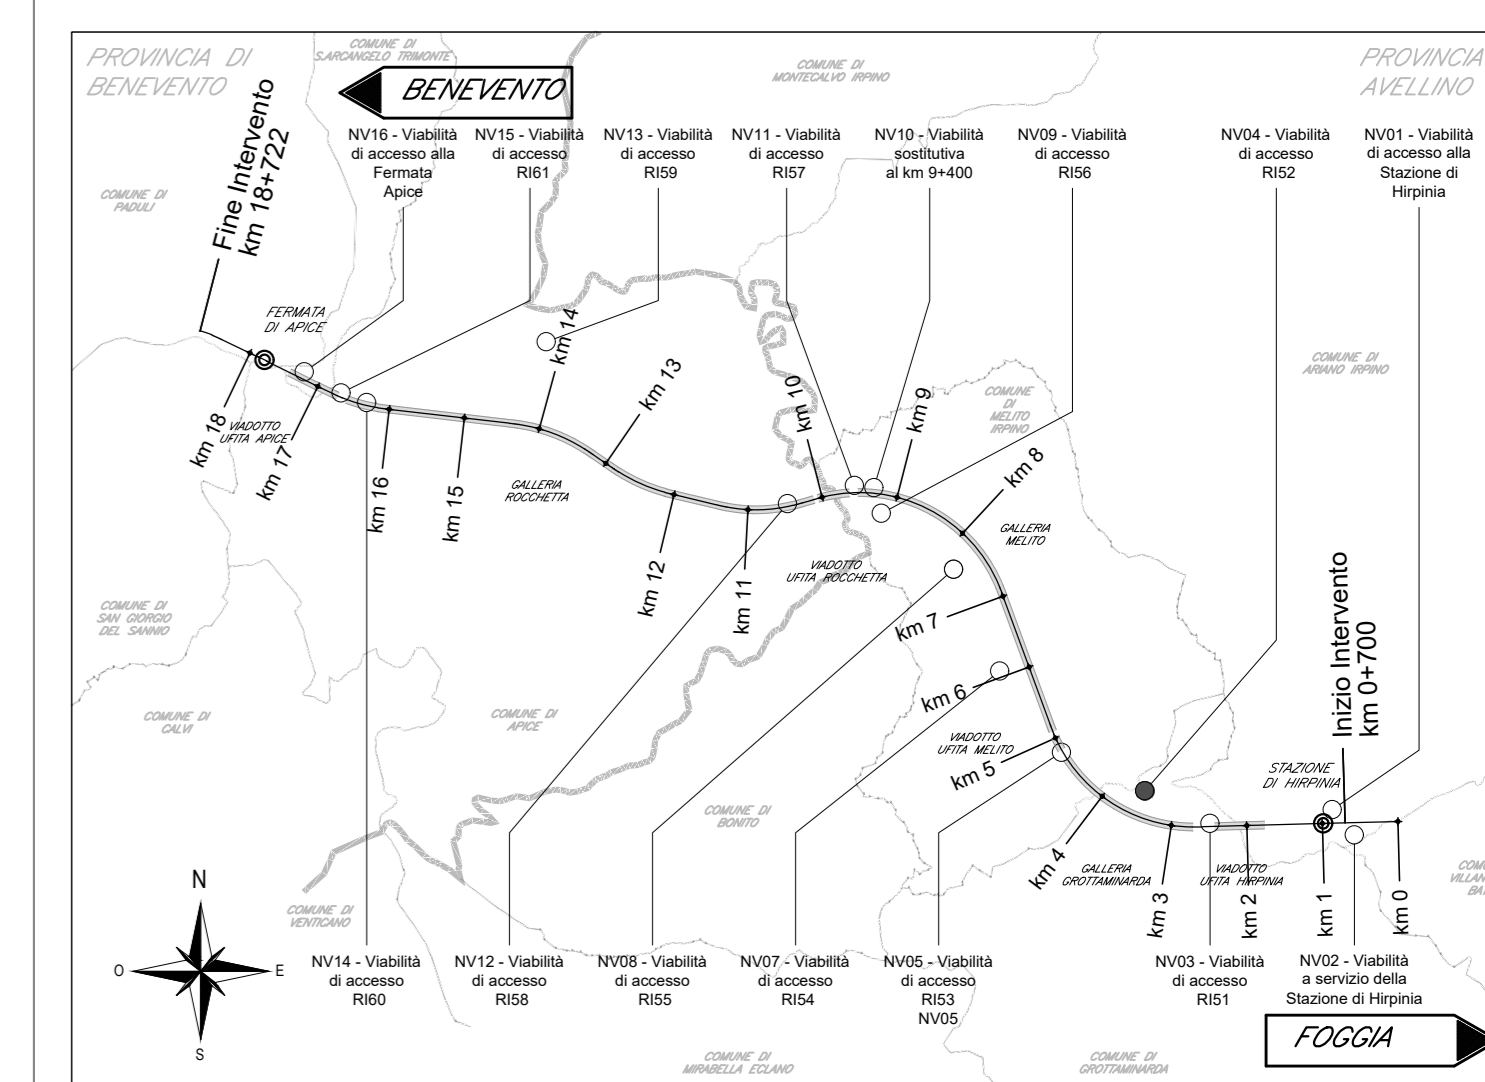 PROVINCIA DI
BENEVENTO
COMUNE DI
S.ARCANGELO TRIMONTE
BENEVENTO
COMUNE DI
MONTECALVO IRPINO
PROVINCIA
AVELLINO
Fine Intervento
km 18+722
NV16 - Viabilità
di accesso alla
Fermata
Apice
NV15 - Viabilità
di accesso
RI61
NV13 - Viabilità
di accesso
RI59
NV11 - Viabilità
di accesso
RI57
NV10 - Viabilità
sostitutiva
al km 9+400
NV09 - Viabilità
di accesso
RI56
NV04 - Viabilità
di accesso
RI52
NV01 - Viabilità
di accesso alla
Stazione di
Hirpinia
COMUNE DI
PADULI
FERMATA
DI APICE
km 14
km 13
km 10
km 9
COMUNE
DI
MELITO
IRPINO
COMUNE DI
ARIANO IRPINO
km 18
VIADOTTO
UFITA APICE
km 17
km 16
km 15
GALLERIA
ROCCHETTA
km 8
GALLERIA
MELITO
km 12
km 11
VIADOTTO
UFITA ROCCHETTA
km 7
COMUNE DI
SAN GIORGIO
DEL SANNIO
Inizio Intervento
km 0+700
km 6
COMUNE DI
CALVI
COMUNE DI
APICE
VIADOTTO
UFITA MELITO
km 5
STAZIONE
DI HIRPINIA
COMUNE DI
BONITO
km 4
GALLERIA
GROTTAMINARDA
VIADOTTO
UFITA HIRPINIA
km 3
km 2
km 1
km 0
N
O
E
S
COMUNE DI
VENTICANO
NV14 - Viabilità
di accesso
RI60
NV12 - Viabilità
di accesso
RI58
NV08 - Viabilità
di accesso
RI55
NV07 - Viabilità
di accesso
RI54
NV05 - Viabilità
di accesso
RI53
NV05
NV03 - Viabilità
di accesso
RI51
NV02 - Viabilità
a servizio della
Stazione di Hirpinia
FOGGIA
COMUNE DI
MIRABELLA ECLANO
COMUNE DI
GROTTAMINARDA